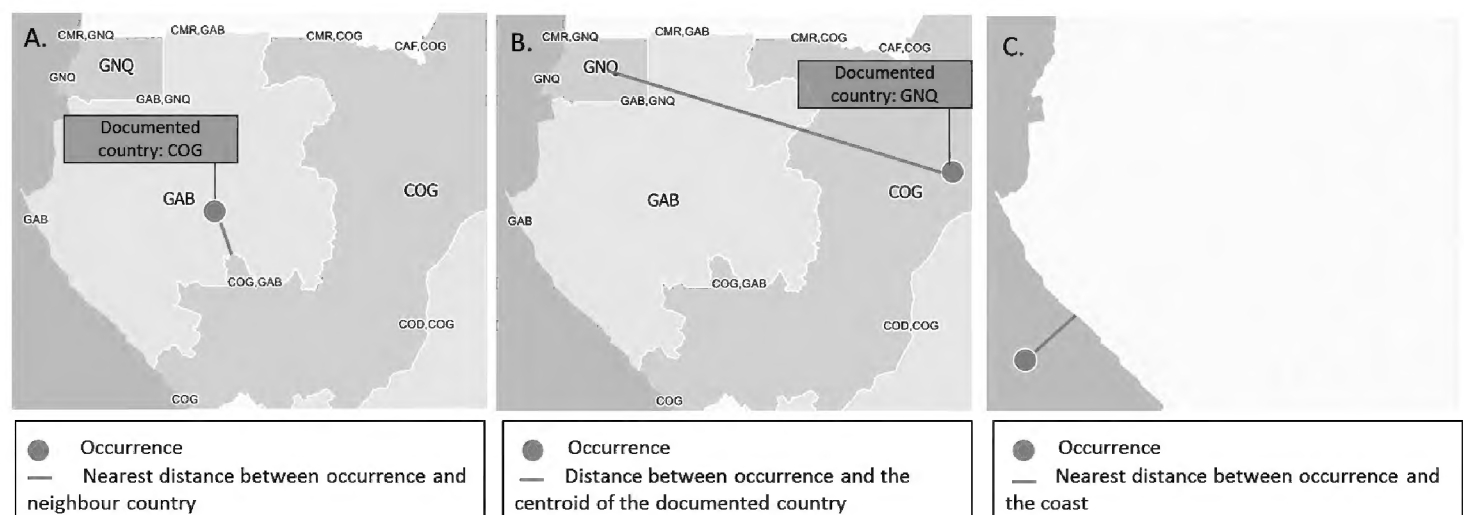 A.
CMR,GNQ
CMR,GAB
CMR,COG
CAF,COG
GNQ
GNQ
GAB,GNQ
Documented
country: COG
COG
GAB
GAB
COG,GAB
COD,COG
COG
B.
CMR,GNQ
CMR,GAB
CMR,COG
CAF,COG
GNQ
GNQ
Documented
country: GNQ
GAB,GNQ
COG
GAB
GAB
COG,GAB
COD,COG
COG
C.
Occurrence
Nearest distance between occurrence and
neighbour country
Occurrence
Distance between occurrence and the
centroid of the documented country
Occurrence
Nearest distance between occurrence and
the coast